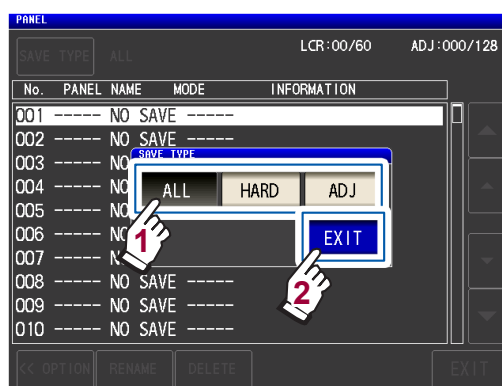 PANEL
SAVE TYPE ALL LCR:00/60 ADJ:000/128
No. PANEL NAME MODE INFORMATION
001 ----- NO SAVE -----
002 ----- NO SAVE -----
003 ----- NO
SAVE TYPE
004 ----- NO
ALL HARD ADJ
005 ----- NO
1
006 ----- NO
EXIT
007 ----- N
2
008 ----- NO SAVE -----
009 ----- NO SAVE -----
010 ----- NO SAVE -----
<< OPTION RENAME DELETE EXIT